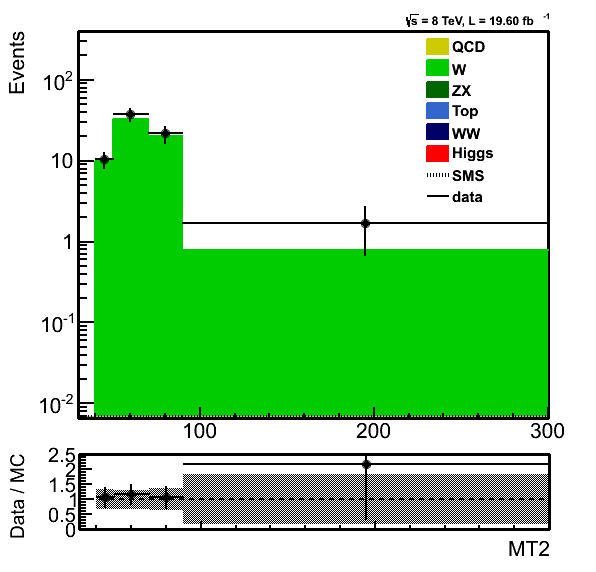 √s = 8 TeV, L = 19.60 fb⁻¹
Events
QCD
W
ZX
Top
WW
Higgs
SMS
data
10²
10
1
10⁻¹
10⁻²
100
200
300
Data / MC
2.5
2
1.5
1
0.5
0
MT2